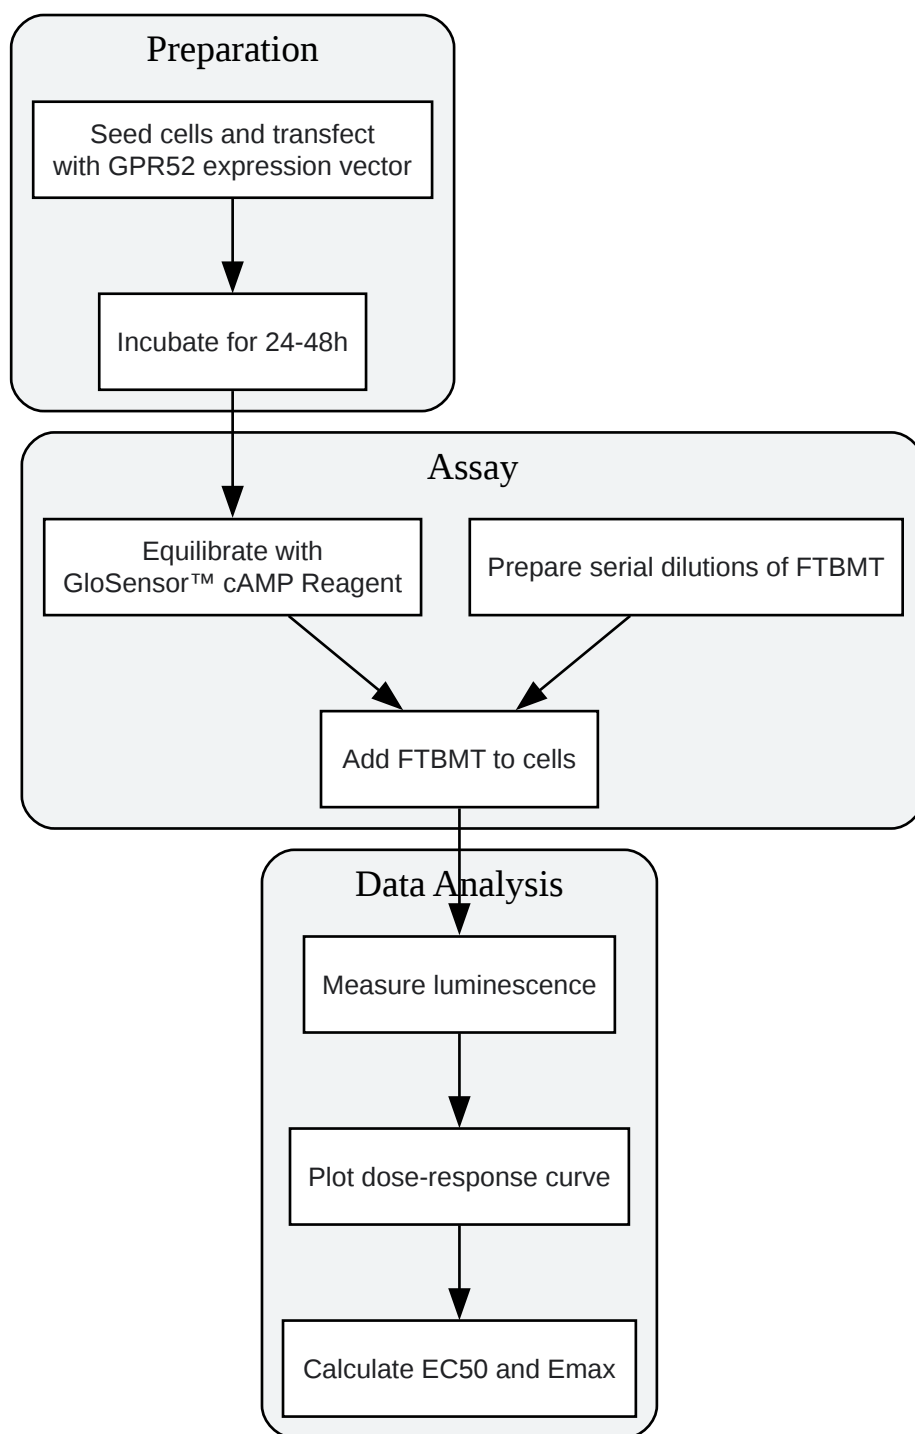 Preparation
Seed cells and transfect
with GPR52 expression vector
Incubate for 24-48h
Assay
Equilibrate with
GloSensor™ cAMP Reagent
Prepare serial dilutions of FTBMT
Add FTBMT to cells
Data Analysis
Measure luminescence
Plot dose-response curve
Calculate EC50 and Emax